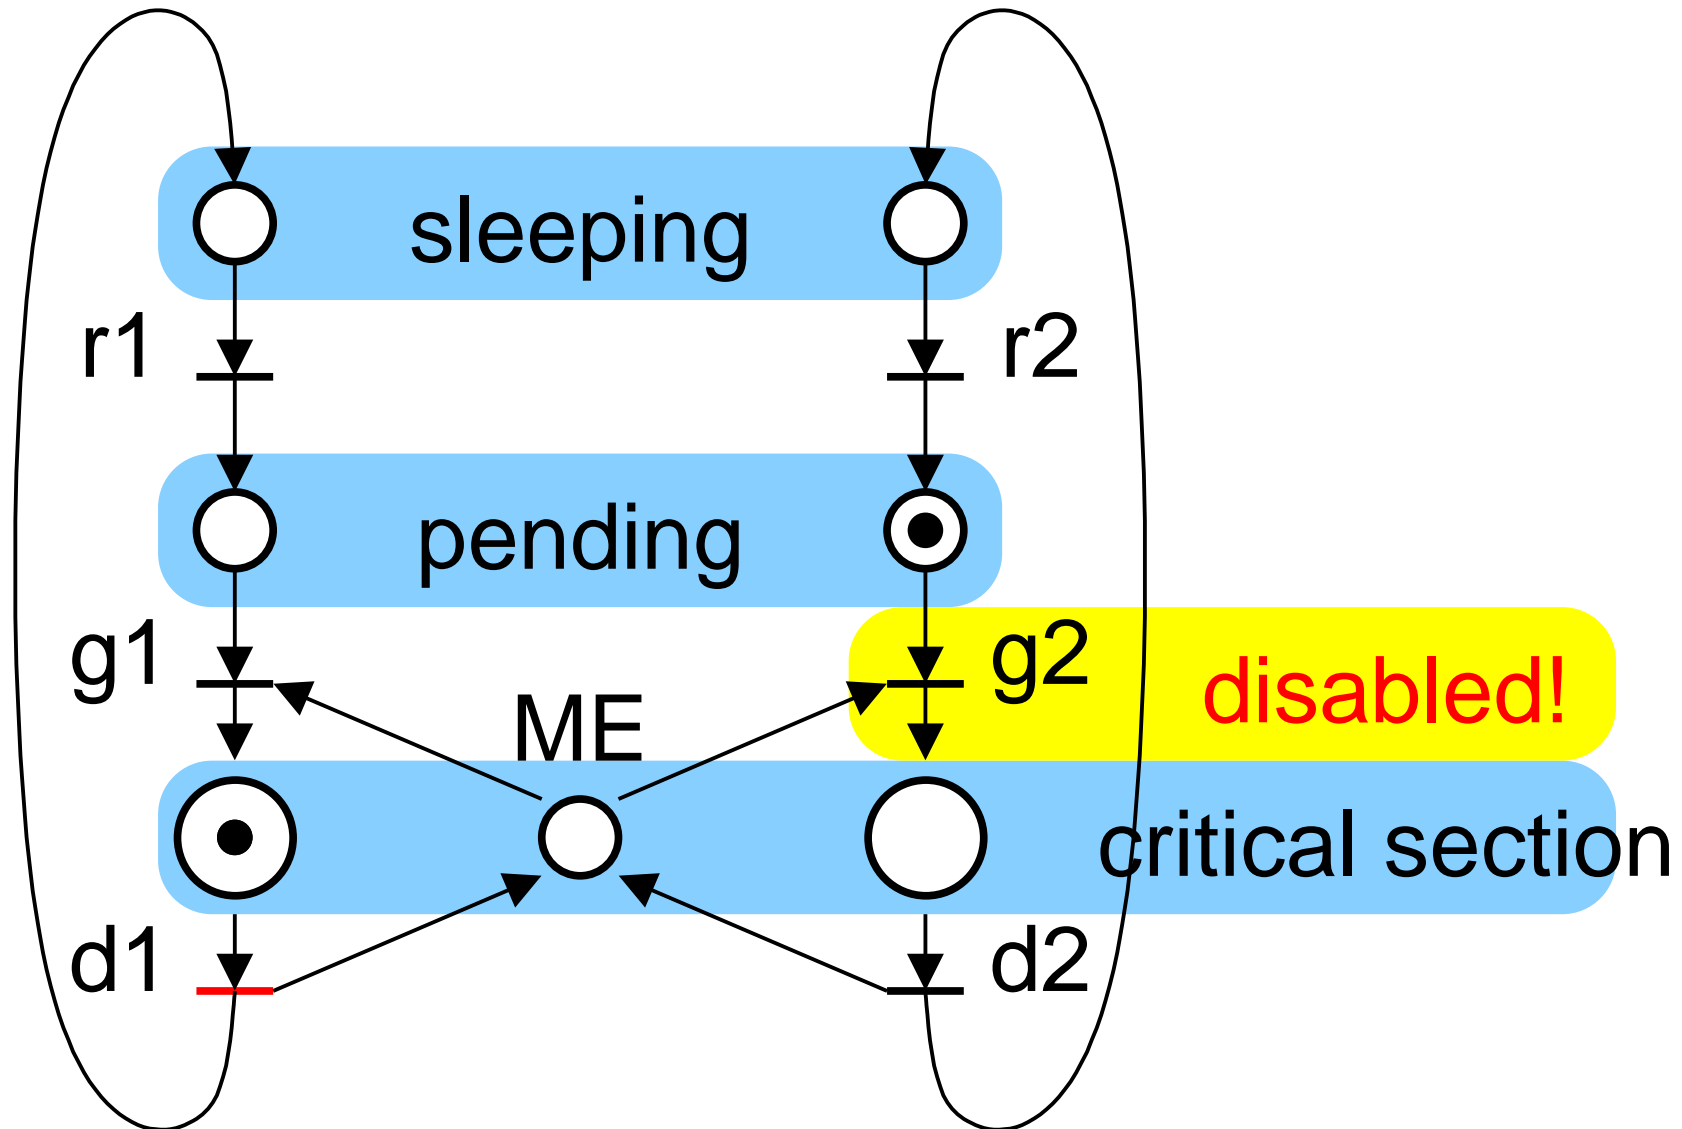 sleeping
r1
r2
pending
g1
g2
ME
disabled!
critical section
d1
d2